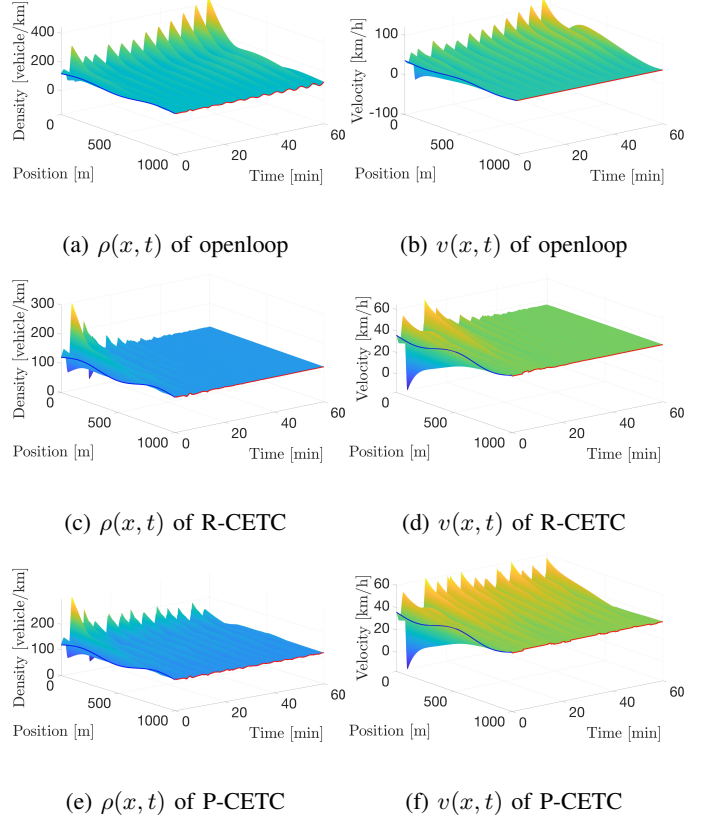 400
200
0
Density [vehicle/km]
0
500
1000
Position [m]
0
20
40
60
Time [min]
100
0
-100
Velocity [km/h]
0
500
1000
Position [m]
0
20
40
60
Time [min]
(a) ρ(x, t) of openloop
(b) v(x, t) of openloop
300
200
100
0
Density [vehicle/km]
0
500
1000
Position [m]
0
20
40
60
Time [min]
60
40
20
0
Velocity [km/h]
0
500
1000
Position [m]
0
20
40
60
Time [min]
(c) ρ(x, t) of R-CETC
(d) v(x, t) of R-CETC
200
100
0
Density [vehicle/km]
0
500
1000
Position [m]
0
20
40
60
Time [min]
60
40
20
0
Velocity [km/h]
0
500
1000
Position [m]
0
20
40
60
Time [min]
(e) ρ(x, t) of P-CETC
(f) v(x, t) of P-CETC